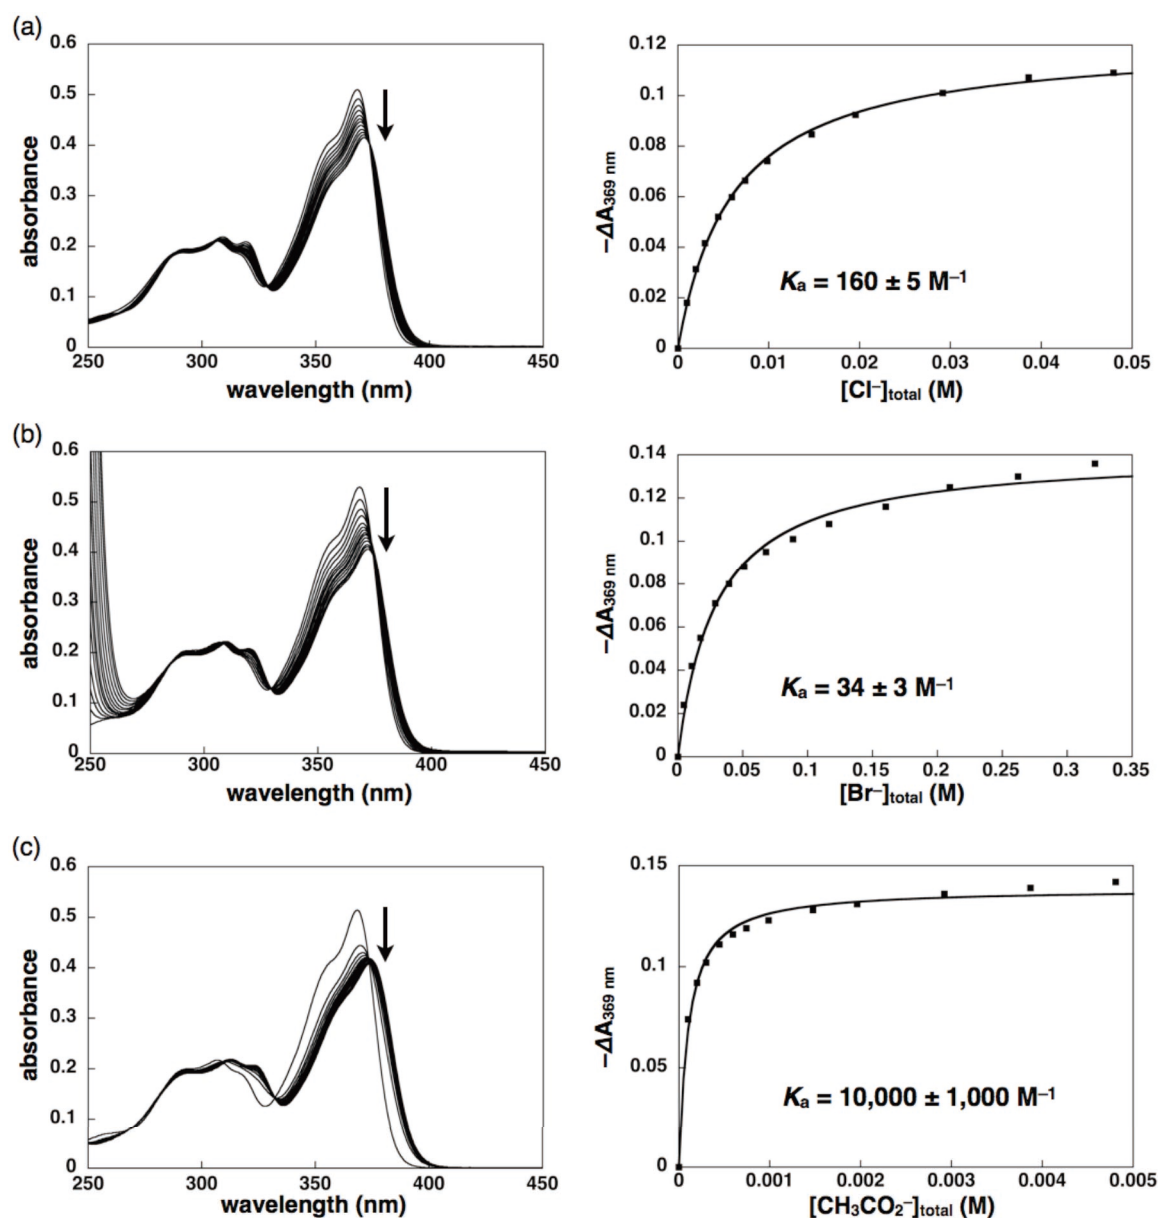 (a)
0.6
0.5
0.4
0.3
0.2
0.1
0
absorbance
250 300 350 400 450
wavelength (nm)
0.12
0.1
0.08
0.06
0.04
0.02
0
–ΔA369 nm
Ka = 160 ± 5 M–1
0 0.01 0.02 0.03 0.04 0.05
[Cl–]total (M)
(b)
0.6
0.5
0.4
0.3
0.2
0.1
0
absorbance
250 300 350 400 450
wavelength (nm)
0.14
0.12
0.1
0.08
0.06
0.04
0.02
0
–ΔA369 nm
Ka = 34 ± 3 M–1
0 0.05 0.1 0.15 0.2 0.25 0.3 0.35
[Br–]total (M)
(c)
0.6
0.5
0.4
0.3
0.2
0.1
0
absorbance
250 300 350 400 450
wavelength (nm)
0.15
0.1
0.05
0
–ΔA369 nm
Ka = 10,000 ± 1,000 M–1
0 0.001 0.002 0.003 0.004 0.005
[CH3CO2–]total (M)